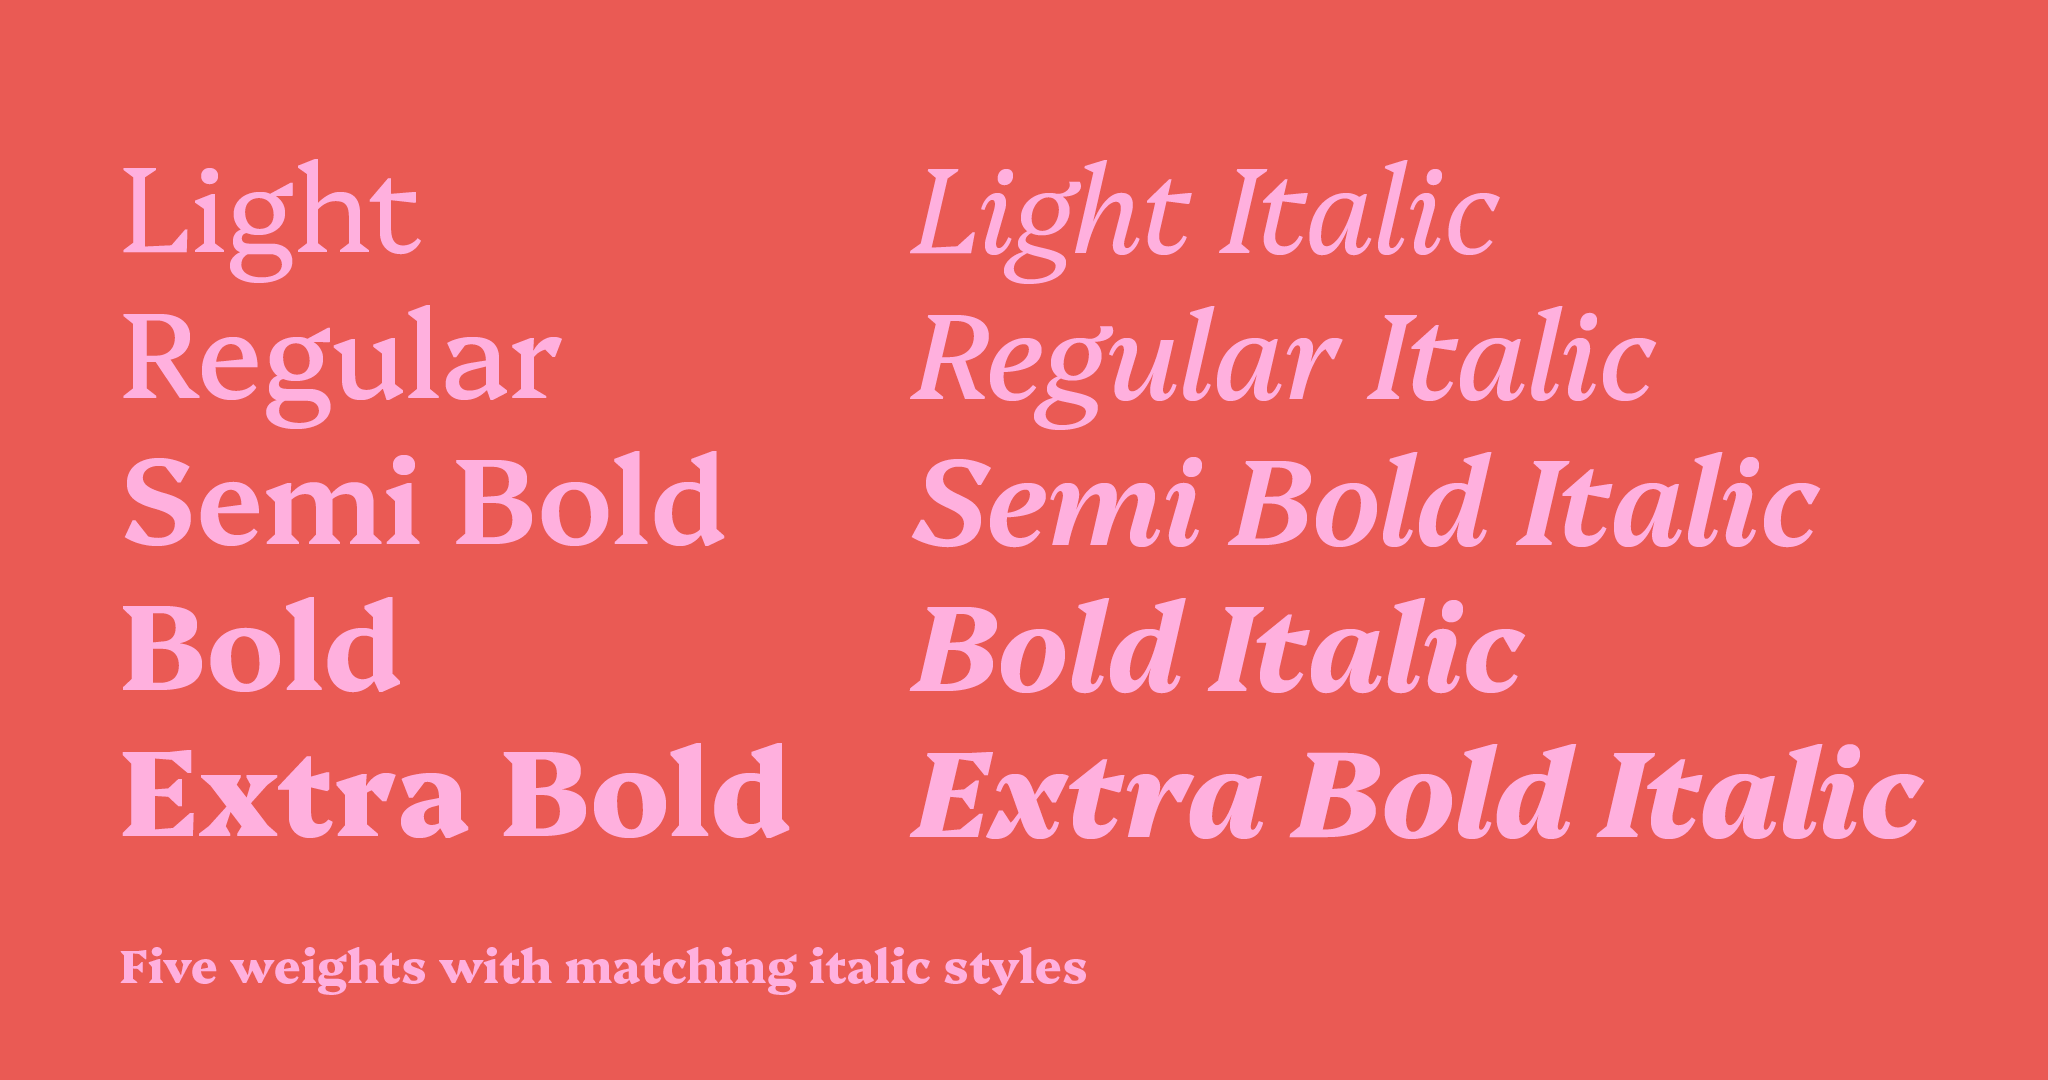 Light
Regular
Semi Bold
Bold
Extra Bold
Light Italic
Regular Italic
Semi Bold Italic
Bold Italic
Extra Bold Italic
Five weights with matching italic styles